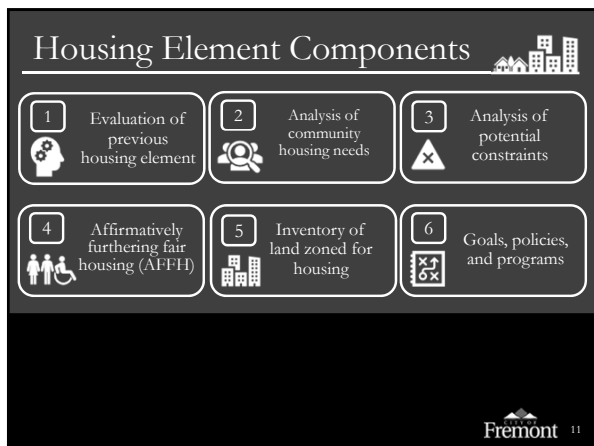 Housing Element Components
1
Evaluation of
previous
housing element
2
Analysis of
community
housing needs
3
Analysis of
potential
constraints
4
Affirmatively
furthering fair
housing (AFFH)
5
Inventory of
land zoned for
housing
6
Goals, policies,
and programs
CITY OF
Fremont
11